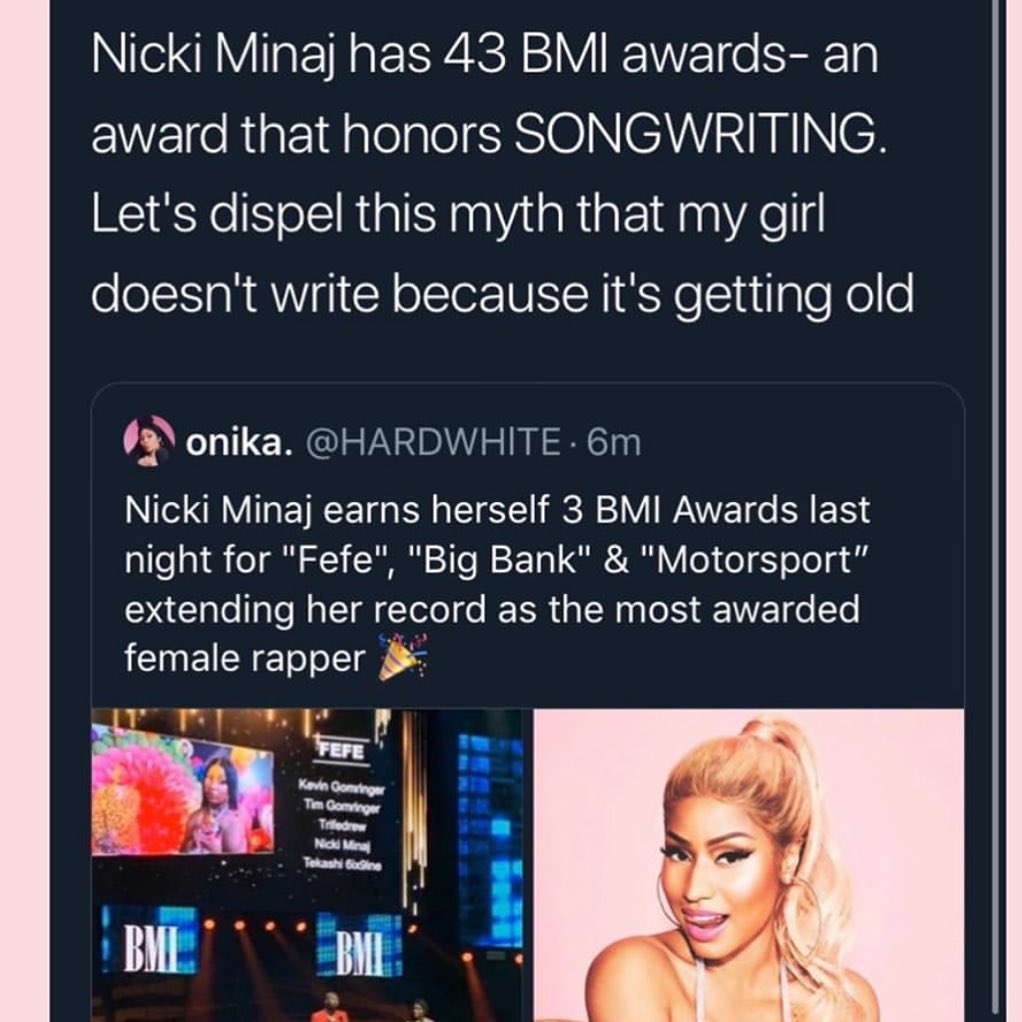 Nicki Minaj has 43 BMI awards- an
award that honors SONGWRITING.
Let's dispel this myth that my girl
doesn't write because it's getting old
onika. @HARDWHITE · 6m
Nicki Minaj earns herself 3 BMI Awards last
night for "Fefe", "Big Bank" & "Motorsport”
extending her record as the most awarded
female rapper 🎉
FEFE
Kevin Gomringer
Tim Gomringer
Trifedrew
Nicki Minaj
Tekashi 6ix9ine
BMI
BMI